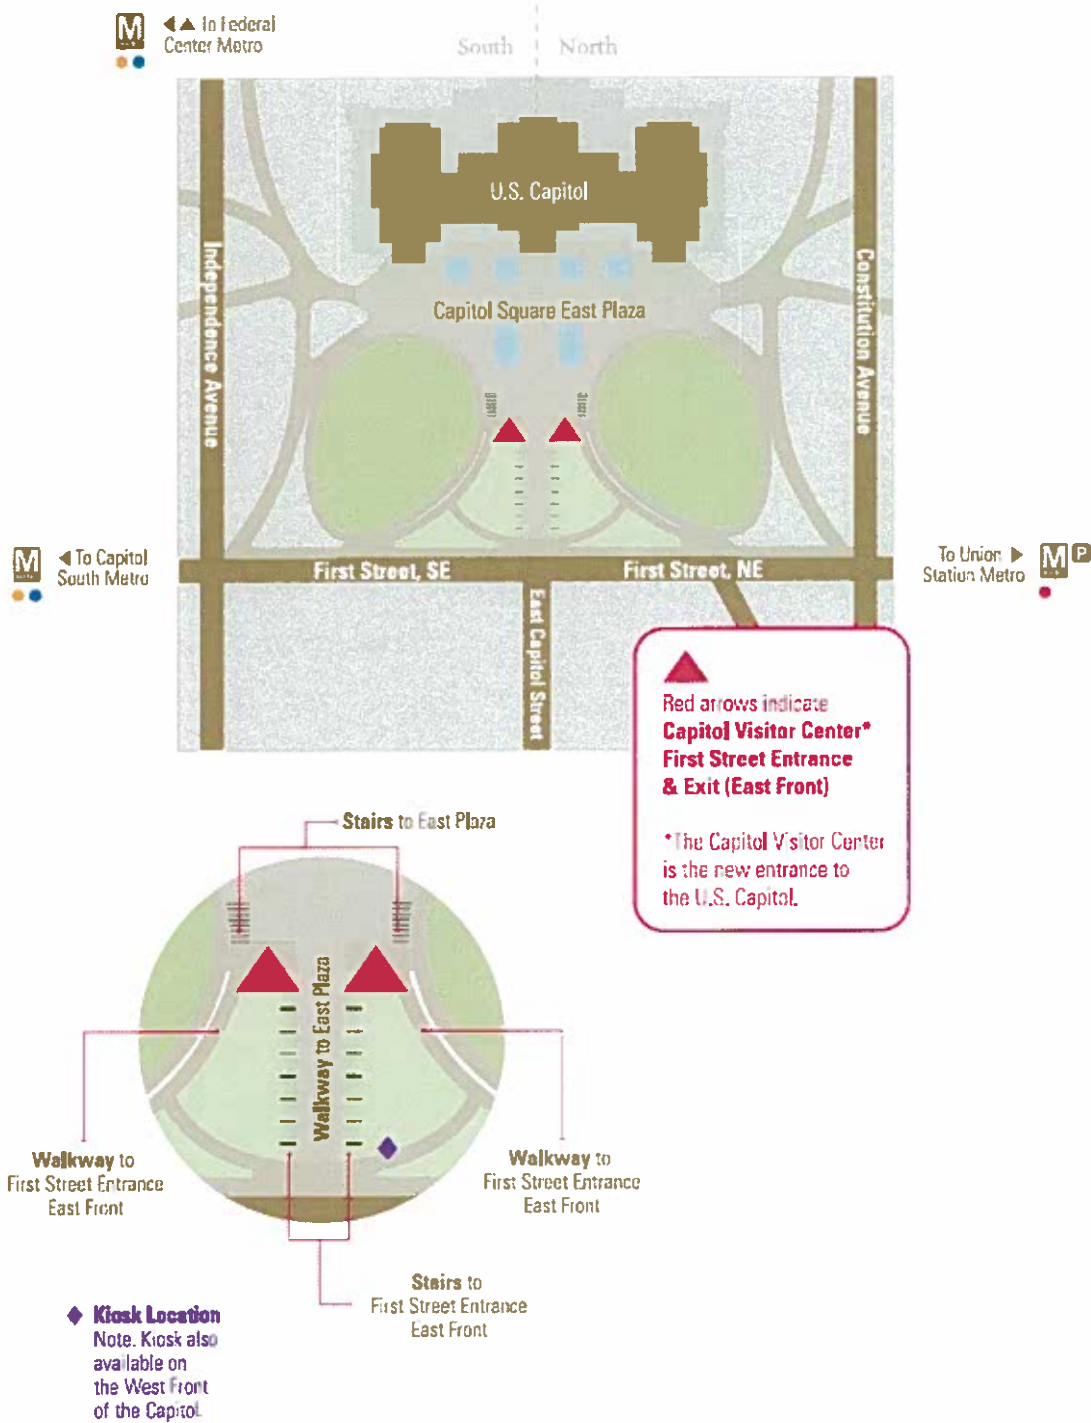 M
In Federal
Center Metro
South
North
U.S. Capitol
Capitol Square East Plaza
Independence Avenue
Constitution Avenue
M
To Capitol
South Metro
First Street, SE
First Street, NE
To Union
Station Metro
M P
East Capitol Street
Red arrows indicate
Capitol Visitor Center*
First Street Entrance
& Exit (East Front)
*The Capitol Visitor Center
is the new entrance to
the U.S. Capitol.
Stairs to East Plaza
Walkway to East Plaza
Walkway to
First Street Entrance
East Front
Walkway to
First Street Entrance
East Front
Stairs to
First Street Entrance
East Front
Kiosk Location
Note. Kiosk also
available on
the West Front
of the Capitol.